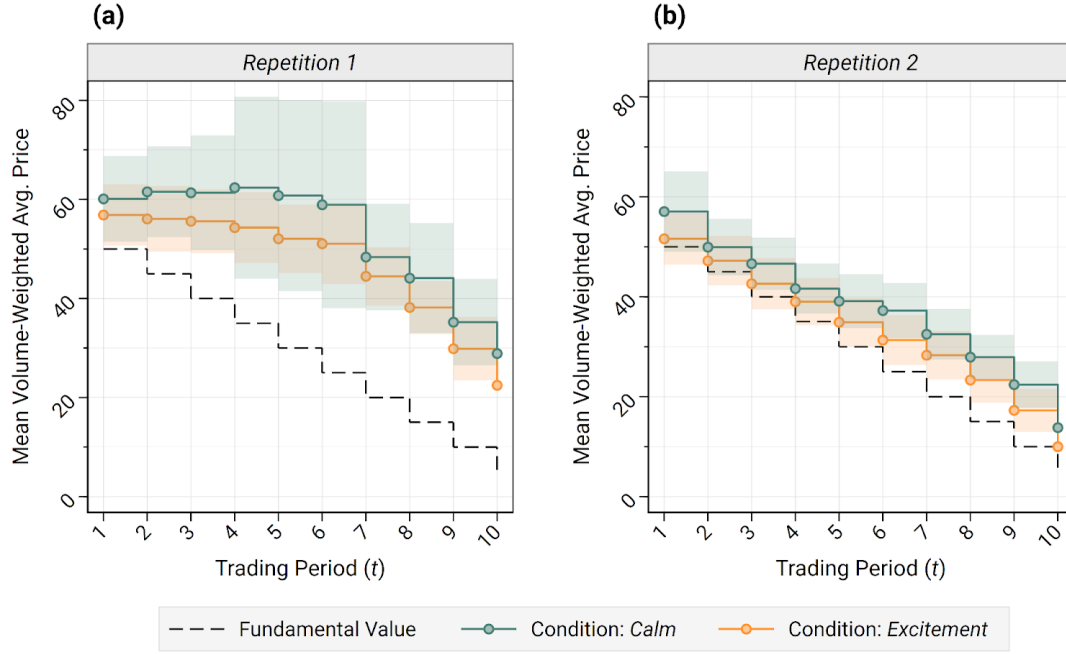 (a)
Repetition 1
Mean Volume-Weighted Avg. Price
80
60
40
20
0
1 2 3 4 5 6 7 8 9 10
Trading Period (t)
(b)
Repetition 2
Mean Volume-Weighted Avg. Price
80
60
40
20
0
1 2 3 4 5 6 7 8 9 10
Trading Period (t)
Fundamental Value Condition: Calm Condition: Excitement